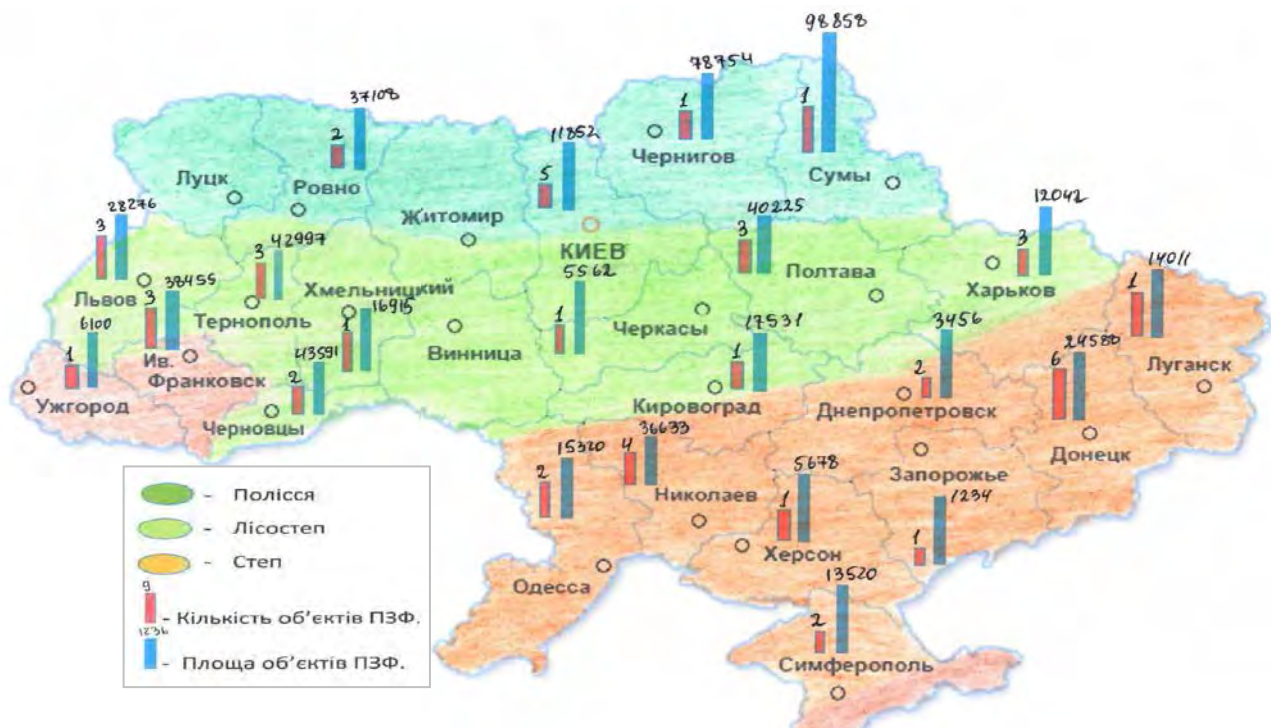 98858
78754
1
1
Чернигов
Сумы
37108
2
11852
5
Луцк
Ровно
Житомир
КИЕВ
40225
3
Полтава
12042
3
Харьков
28276
3
Львов
42997
3
Тернополь
Хмельницкий
16915
1
38455
3
Ив.
Франковск
6100
1
Ужгород
43591
2
Черновцы
Винница
5562
1
Черкасы
17531
1
Кировоград
3456
2
Днепропетровск
14011
1
Луганск
24580
6
Донецк
15320
2
Одесса
36633
4
Николаев
5678
1
Херсон
Запорожье
1234
1
13520
2
Симферополь
- Полісся
- Лісостеп
- Степ
9
- Кількість об’єктів ПЗФ.
1236
- Площа об’єктів ПЗФ.